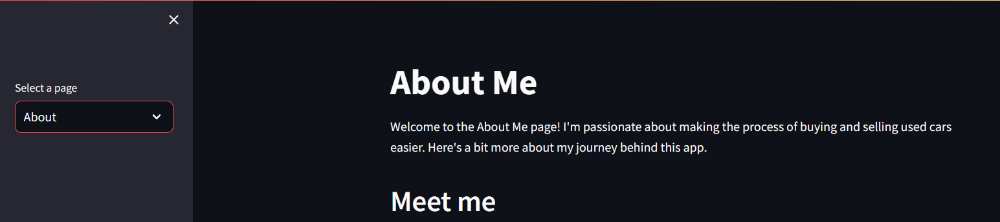 Select a page
About
About Me
Welcome to the About Me page! I'm passionate about making the process of buying and selling used cars
easier. Here's a bit more about my journey behind this app.
Meet me